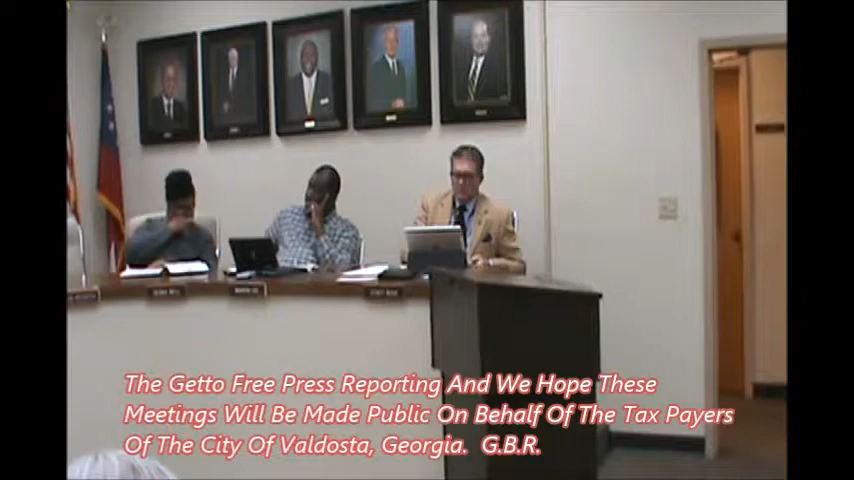 The Getto Free Press Reporting And We Hope These
Meetings Will Be Made Public On Behalf Of The Tax Payers
Of The City Of Valdosta, Georgia. G.B.R.